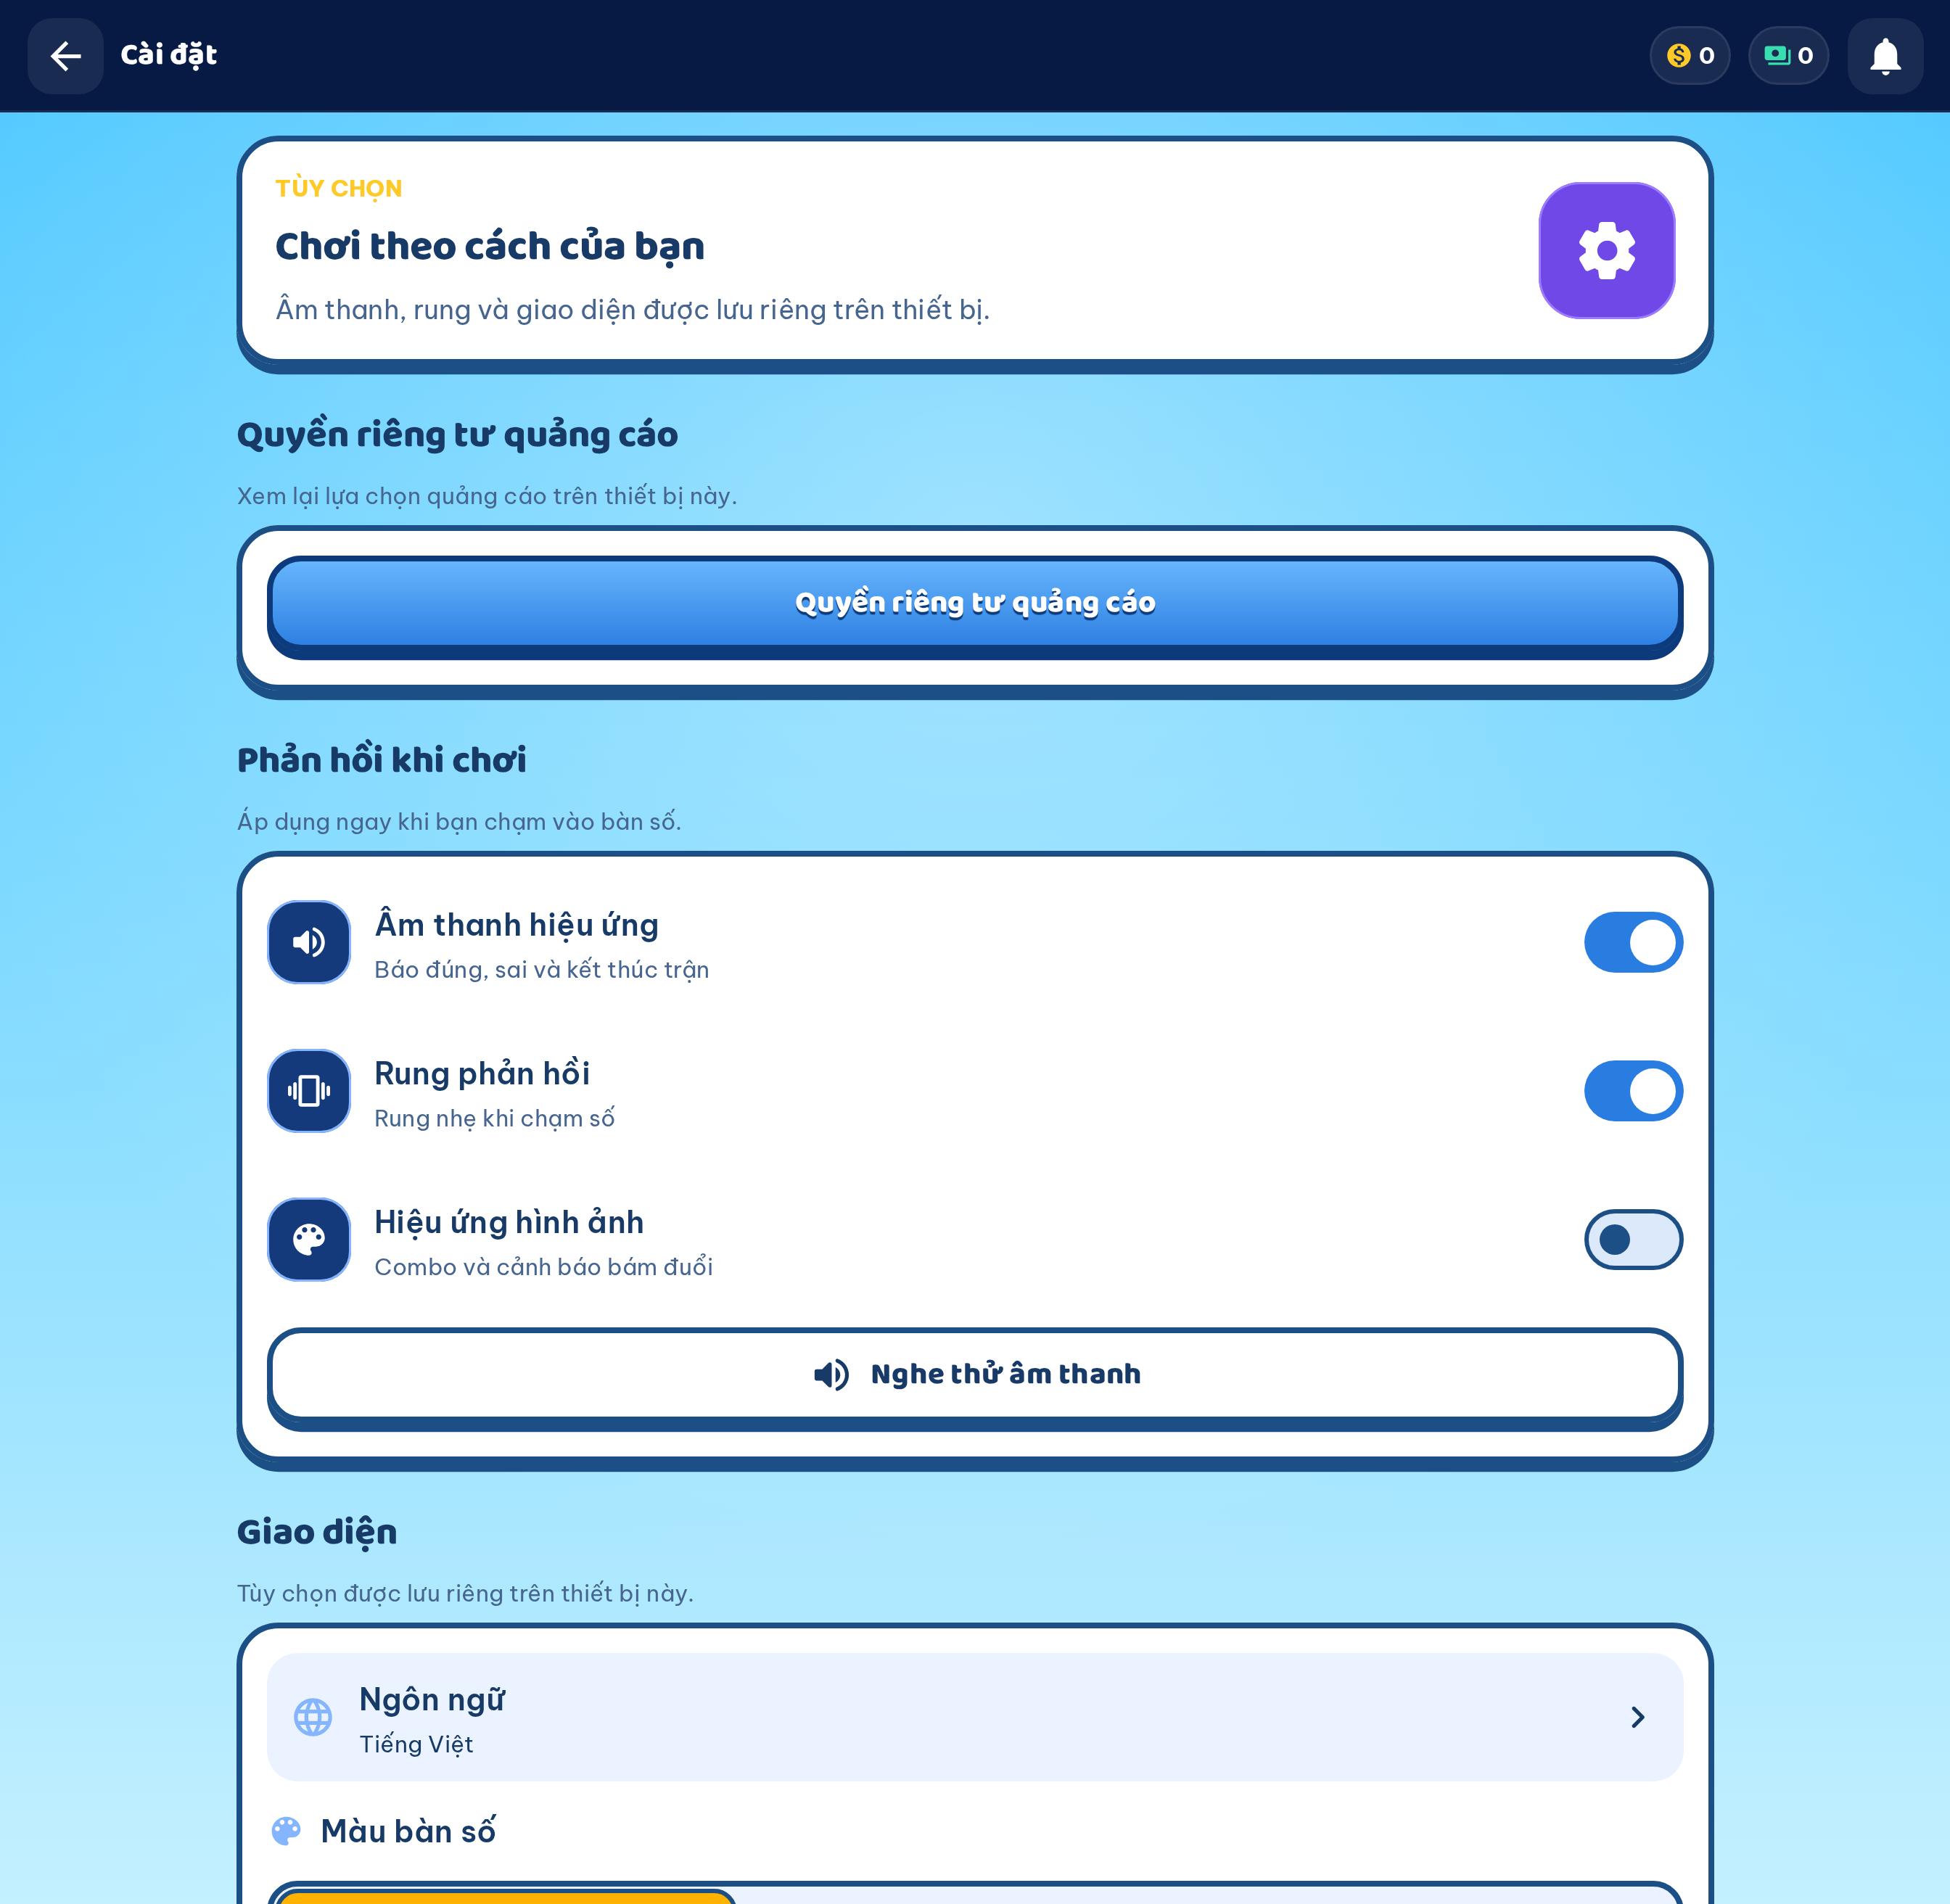 Cài đặt
0
0
TÙY CHỌN
Chơi theo cách của bạn
Âm thanh, rung và giao diện được lưu riêng trên thiết bị.
Quyền riêng tư quảng cáo
Xem lại lựa chọn quảng cáo trên thiết bị này.
Quyền riêng tư quảng cáo
Phản hồi khi chơi
Áp dụng ngay khi bạn chạm vào bàn số.
Âm thanh hiệu ứng
Báo đúng, sai và kết thúc trận
Rung phản hồi
Rung nhẹ khi chạm số
Hiệu ứng hình ảnh
Combo và cảnh báo bám đuổi
Nghe thử âm thanh
Giao diện
Tùy chọn được lưu riêng trên thiết bị này.
Ngôn ngữ
Tiếng Việt
Màu bàn số